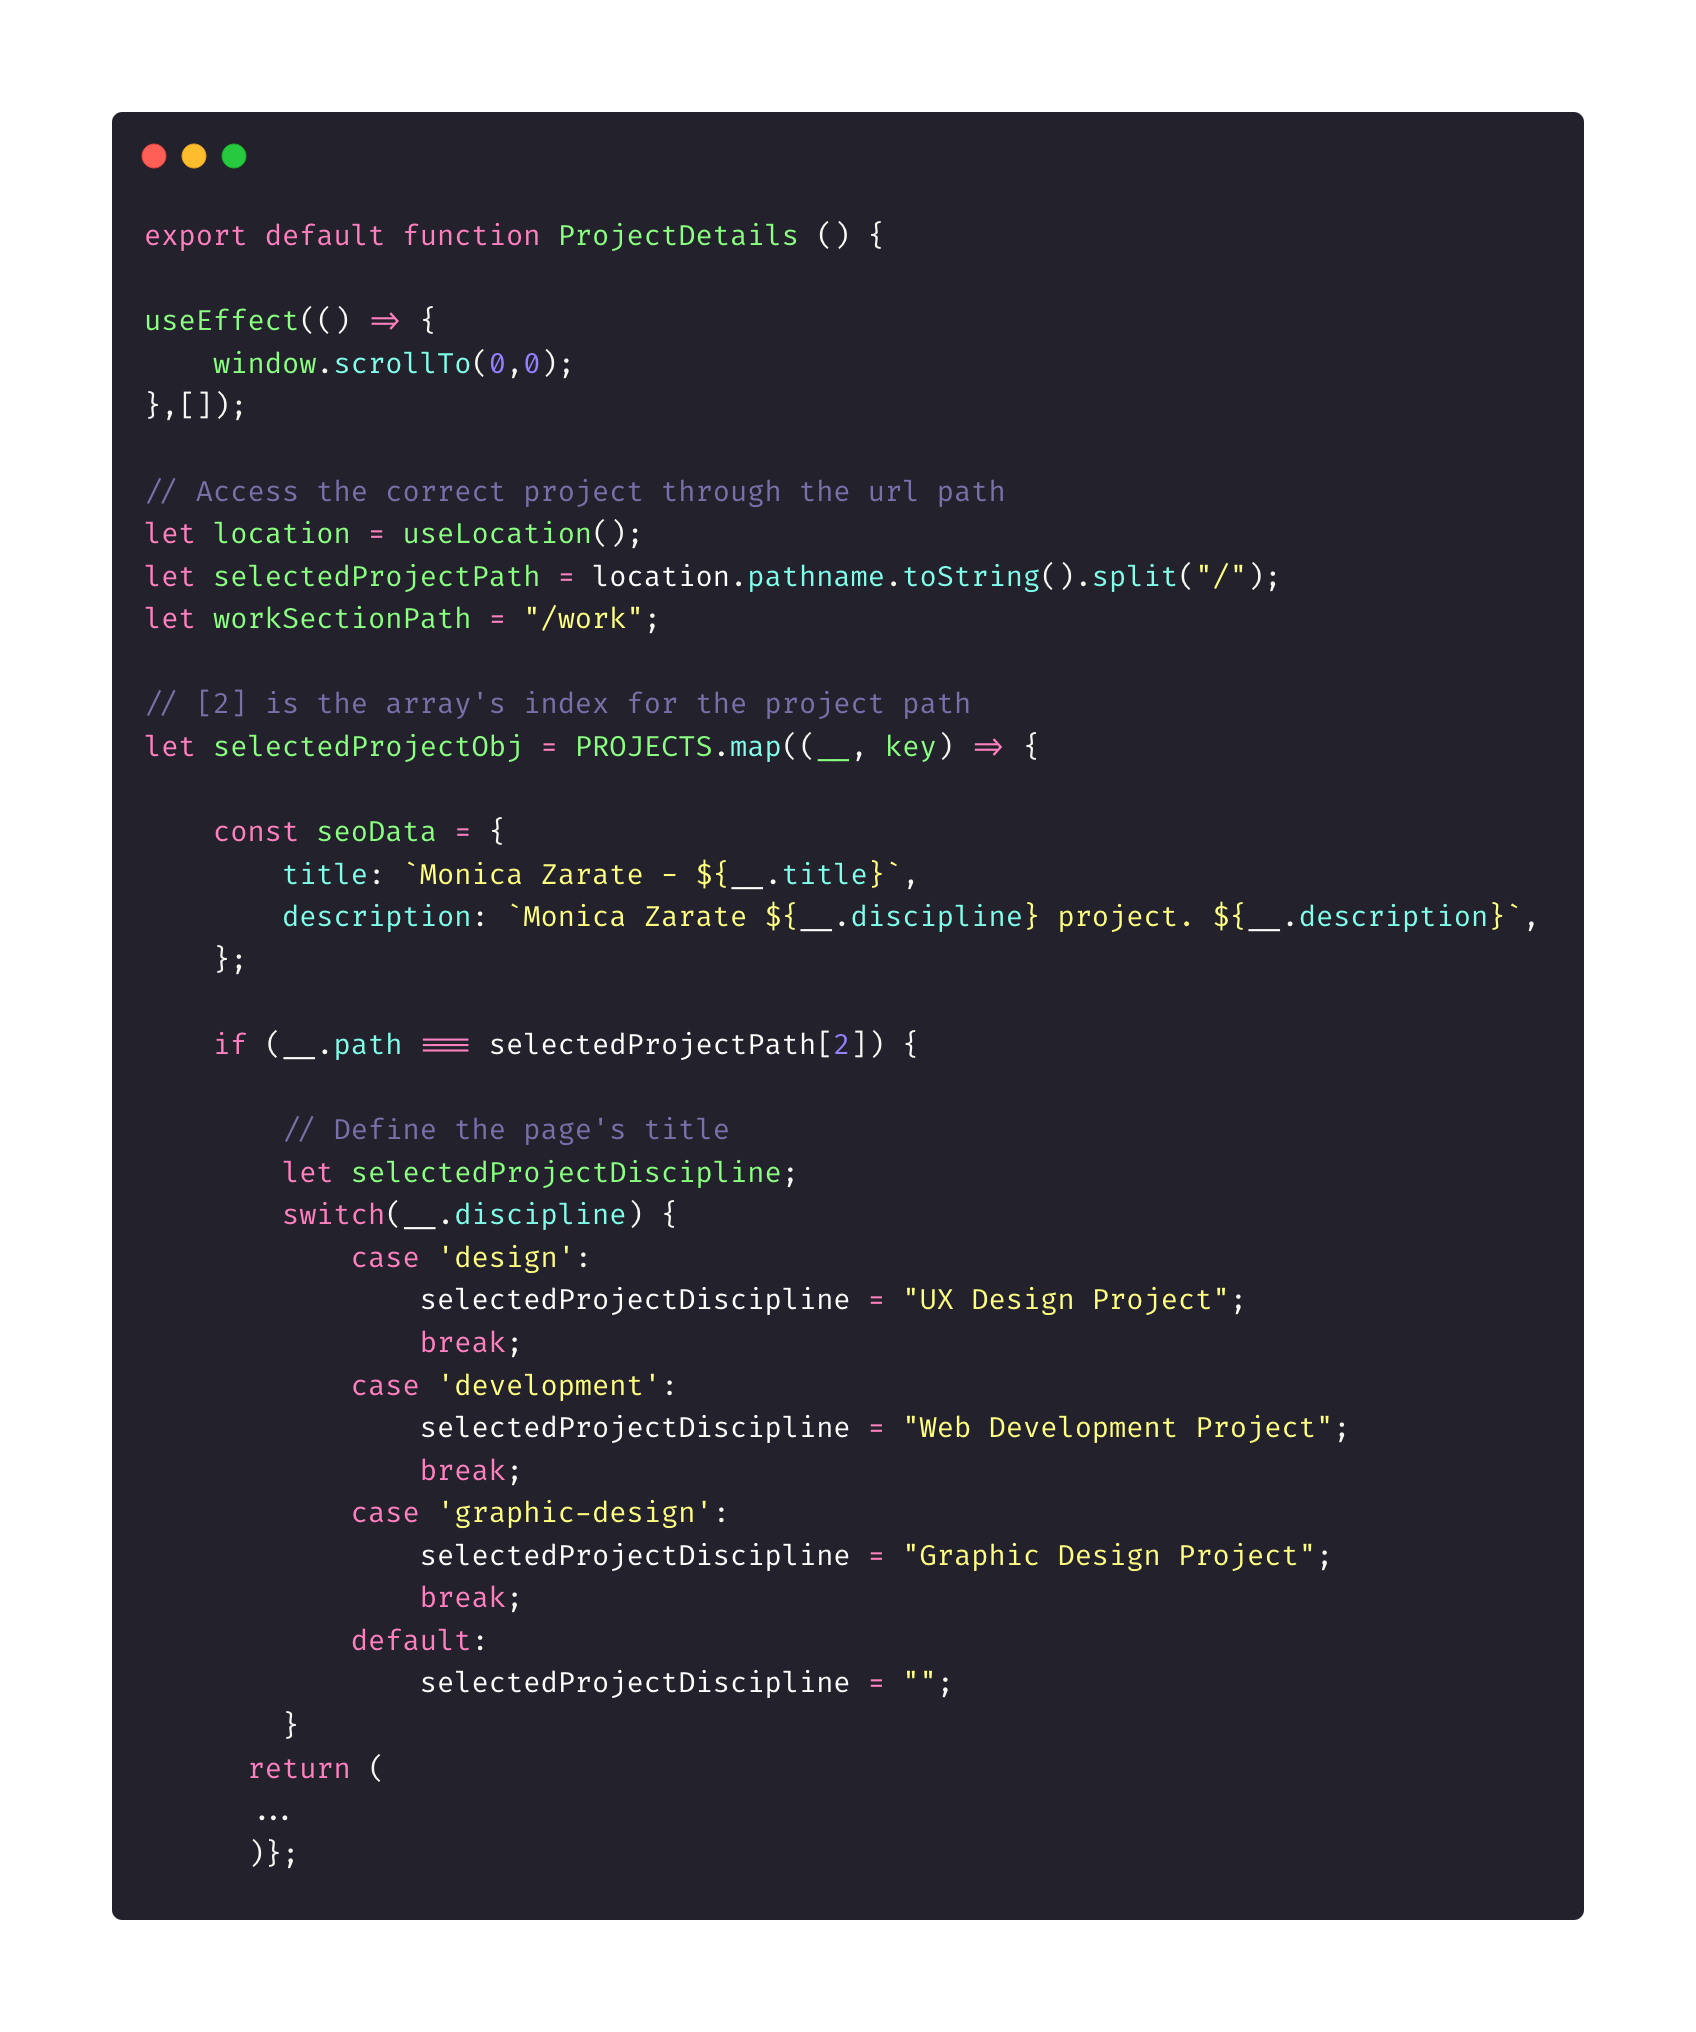 export default function ProjectDetails () {
useEffect(() => {
    window.scrollTo(0,0);
},[]);
// Access the correct project through the url path
let location = useLocation();
let selectedProjectPath = location.pathname.toString().split("/");
let workSectionPath = "/work";
// [2] is the array's index for the project path
let selectedProjectObj = PROJECTS.map((__, key) => {
    const seoData = {
        title: `Monica Zarate - ${__.title}`,
        description: `Monica Zarate ${__.discipline} project. ${__.description}`,
    };
    if (__.path === selectedProjectPath[2]) {
        // Define the page's title
        let selectedProjectDiscipline;
        switch(__.discipline) {
            case 'design':
                selectedProjectDiscipline = "UX Design Project";
                break;
            case 'development':
                selectedProjectDiscipline = "Web Development Project";
                break;
            case 'graphic-design':
                selectedProjectDiscipline = "Graphic Design Project";
                break;
            default:
                selectedProjectDiscipline = "";
        }
      return (
      ...
      )};